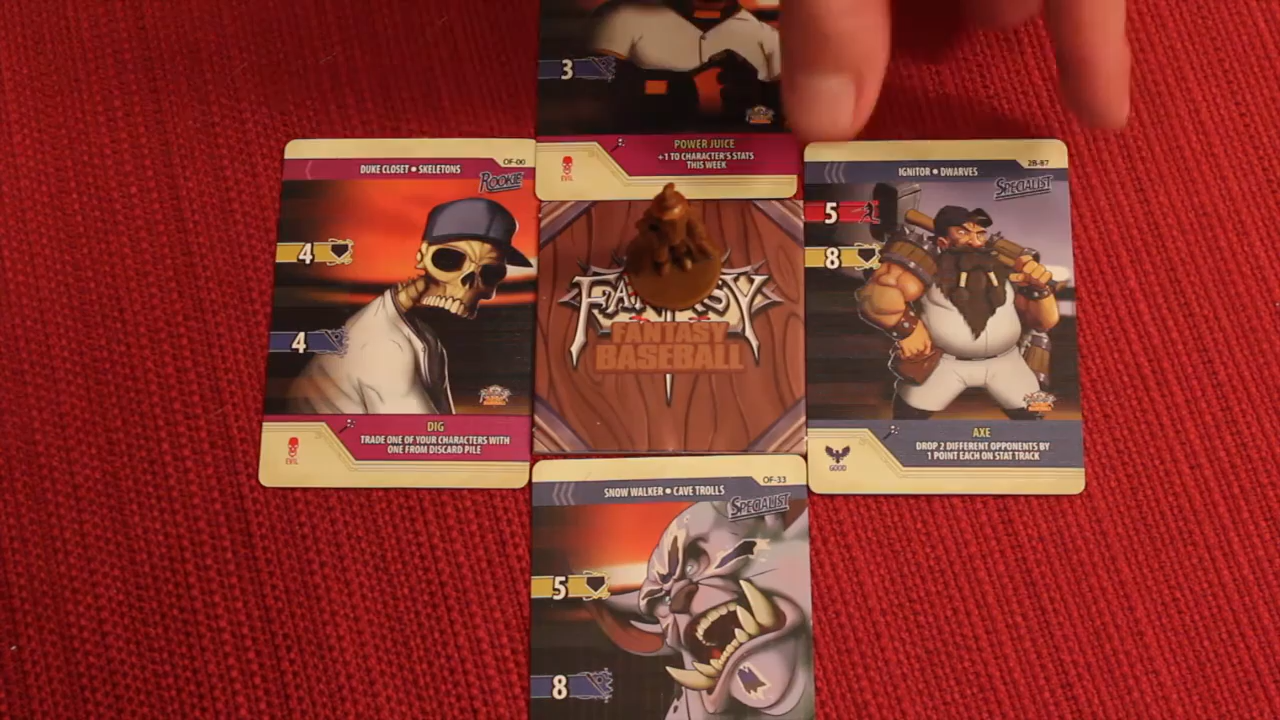 3
EVIL
POWER JUICE
+1 TO CHARACTER'S STATS
THIS WEEK
DUKE CLOSET • SKELETONS
OF-00
ROOKIE
4
4
EVIL
DIG
TRADE ONE OF YOUR CHARACTERS WITH
ONE FROM DISCARD PILE
FANTASY
FANTASY
BASEBALL
IGNITOR • DWARVES
2B-87
SPECIALIST
5
8
GOOD
AXE
DROP 2 DIFFERENT OPPONENTS BY
1 POINT EACH ON STAT TRACK
SNOW WALKER • CAVE TROLLS
OF-33
SPECIALIST
5
8